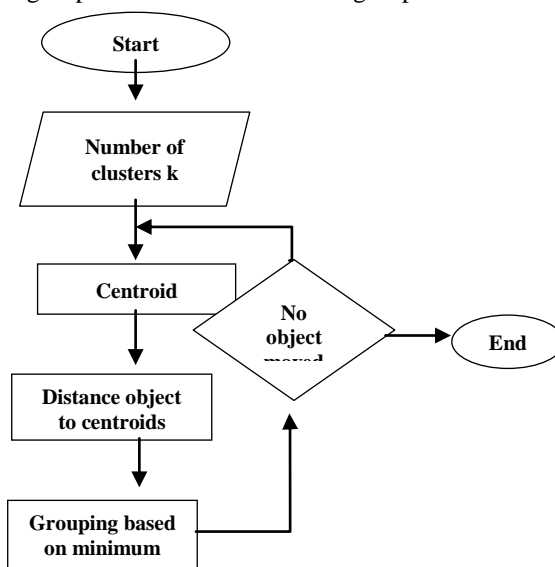 Start
Number of
clusters k
Centroid
No
object
Distance object
to centroids
Grouping based
on minimum
End